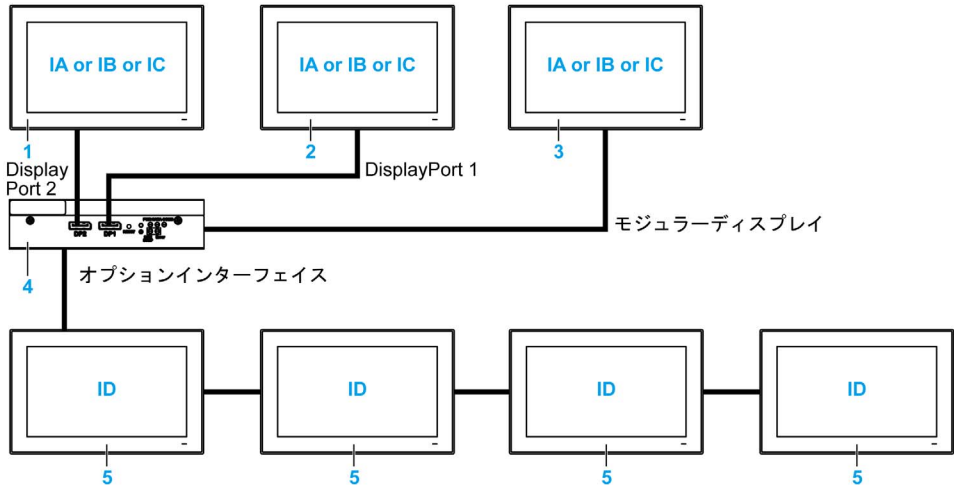 IA or IB or IC
IA or IB or IC
IA or IB or IC
1
2
3
Display
Port 2
DisplayPort 1
DP2
DP1
モジュラーディスプレイ
4
オプションインターフェイス
ID
ID
ID
ID
5
5
5
5